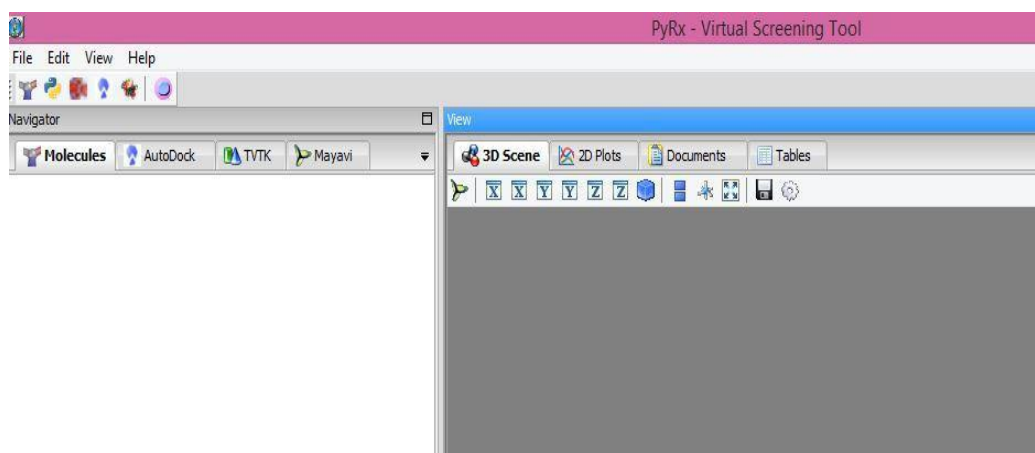 PyRx - Virtual Screening Tool
File Edit View Help
Navigator
View
Molecules AutoDock TVTK Mayavi
3D Scene 2D Plots Documents Tables
X X Y Y Z Z